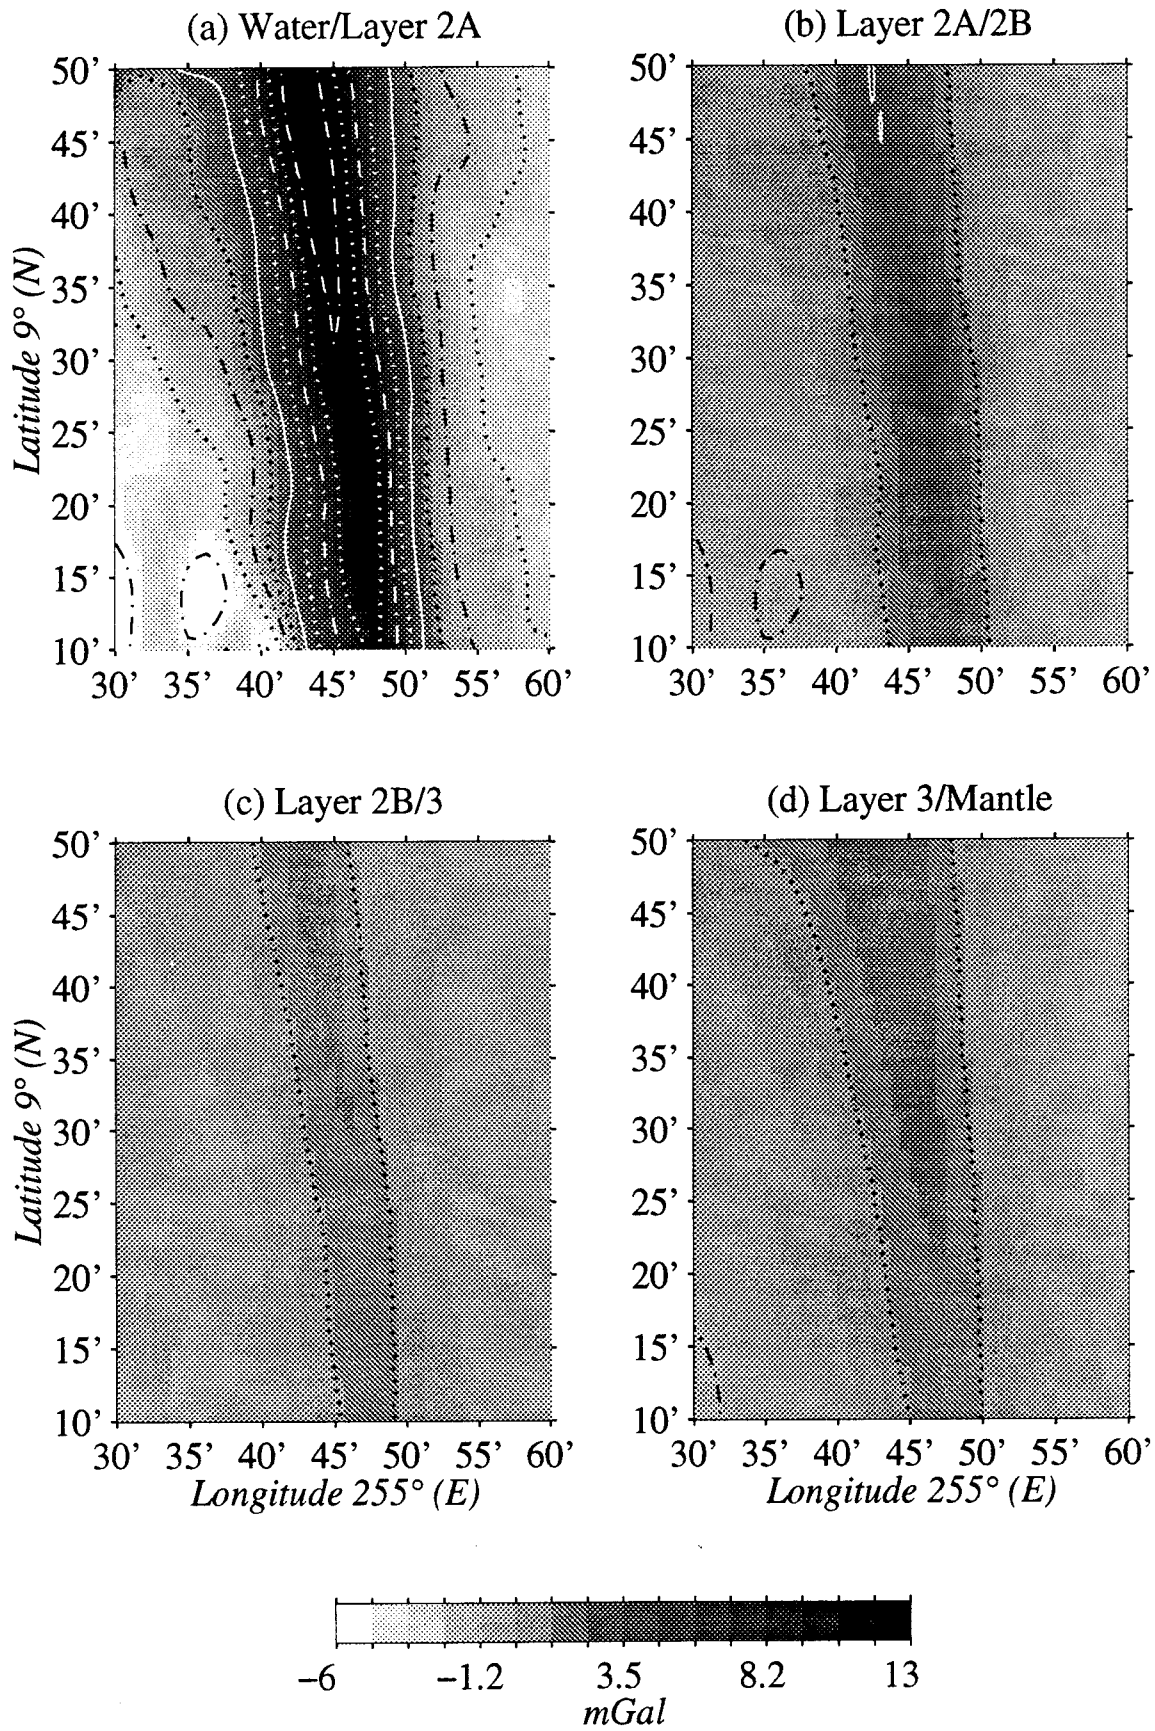 (a) Water/Layer 2A
(b) Layer 2A/2B
50’
45’
40’
35’
30’
25’
20’
15’
10’
Latitude 9° (N)
30’ 35’ 40’ 45’ 50’ 55’ 60’
50’
45’
40’
35’
30’
25’
20’
15’
10’
30’ 35’ 40’ 45’ 50’ 55’ 60’
(c) Layer 2B/3
(d) Layer 3/Mantle
50’
45’
40’
35’
30’
25’
20’
15’
10’
Latitude 9° (N)
30’ 35’ 40’ 45’ 50’ 55’ 60’
Longitude 255° (E)
50’
45’
40’
35’
30’
25’
20’
15’
10’
30’ 35’ 40’ 45’ 50’ 55’ 60’
Longitude 255° (E)
−6 −1.2 3.5 8.2 13
mGal